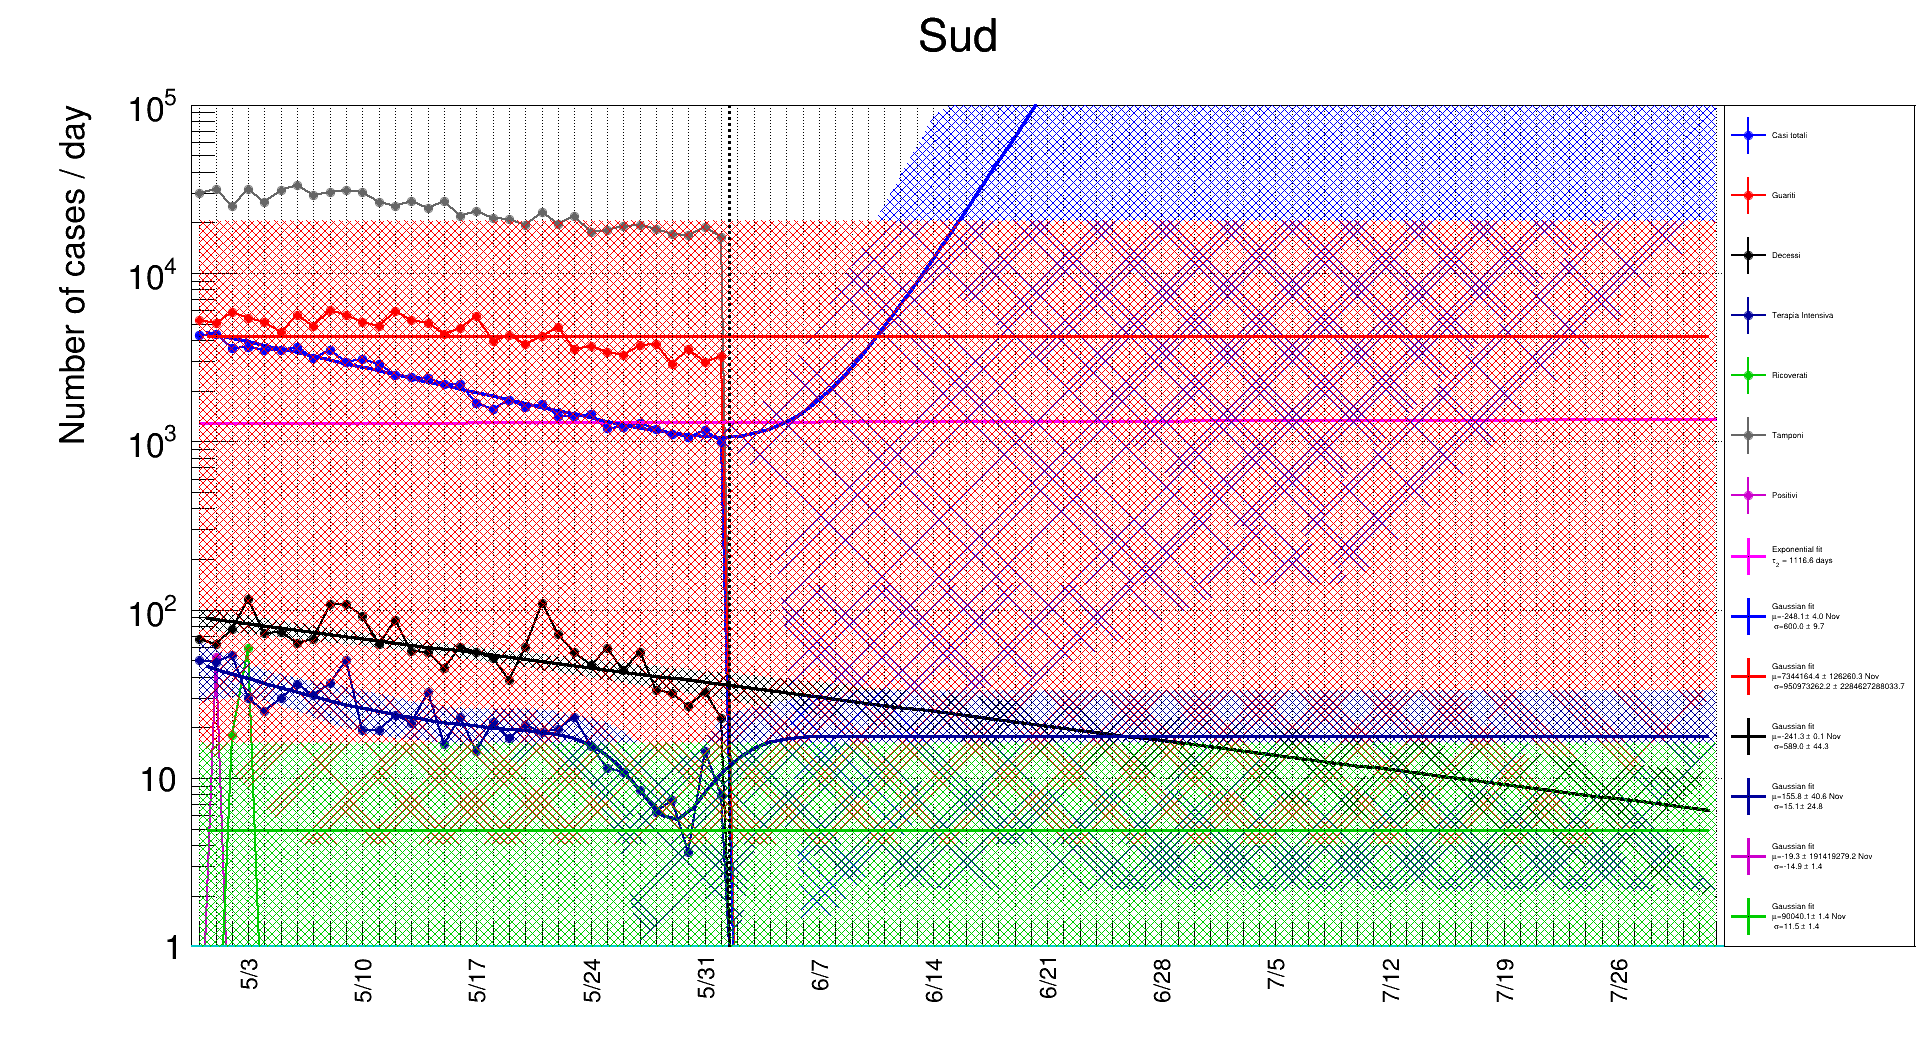 Sud
Number of cases / day
10^5
10^4
10^3
10^2
10
1
5/3
5/10
5/17
5/24
5/31
6/7
6/14
6/21
6/28
7/5
7/12
7/19
7/26
Casi totali
Guariti
Decessi
Terapia Intensiva
Ricoverati
Tamponi
Positivi
Exponential fit
τ_2 = 1116.6 days
Gaussian fit
μ=-248.1± 4.0 Nov
σ=600.0 ± 9.7
Gaussian fit
μ=7344164.4 ± 126260.3 Nov
σ=950973262.2 ± 2284627288033.7
Gaussian fit
μ=-241.3± 0.1 Nov
σ=589.0± 44.3
Gaussian fit
μ=155.8 ± 40.6 Nov
σ=15.1± 24.8
Gaussian fit
μ=-19.3± 191419279.2 Nov
σ=-14.9 ± 1.4
Gaussian fit
μ=90040.1± 1.4 Nov
σ=11.5± 1.4